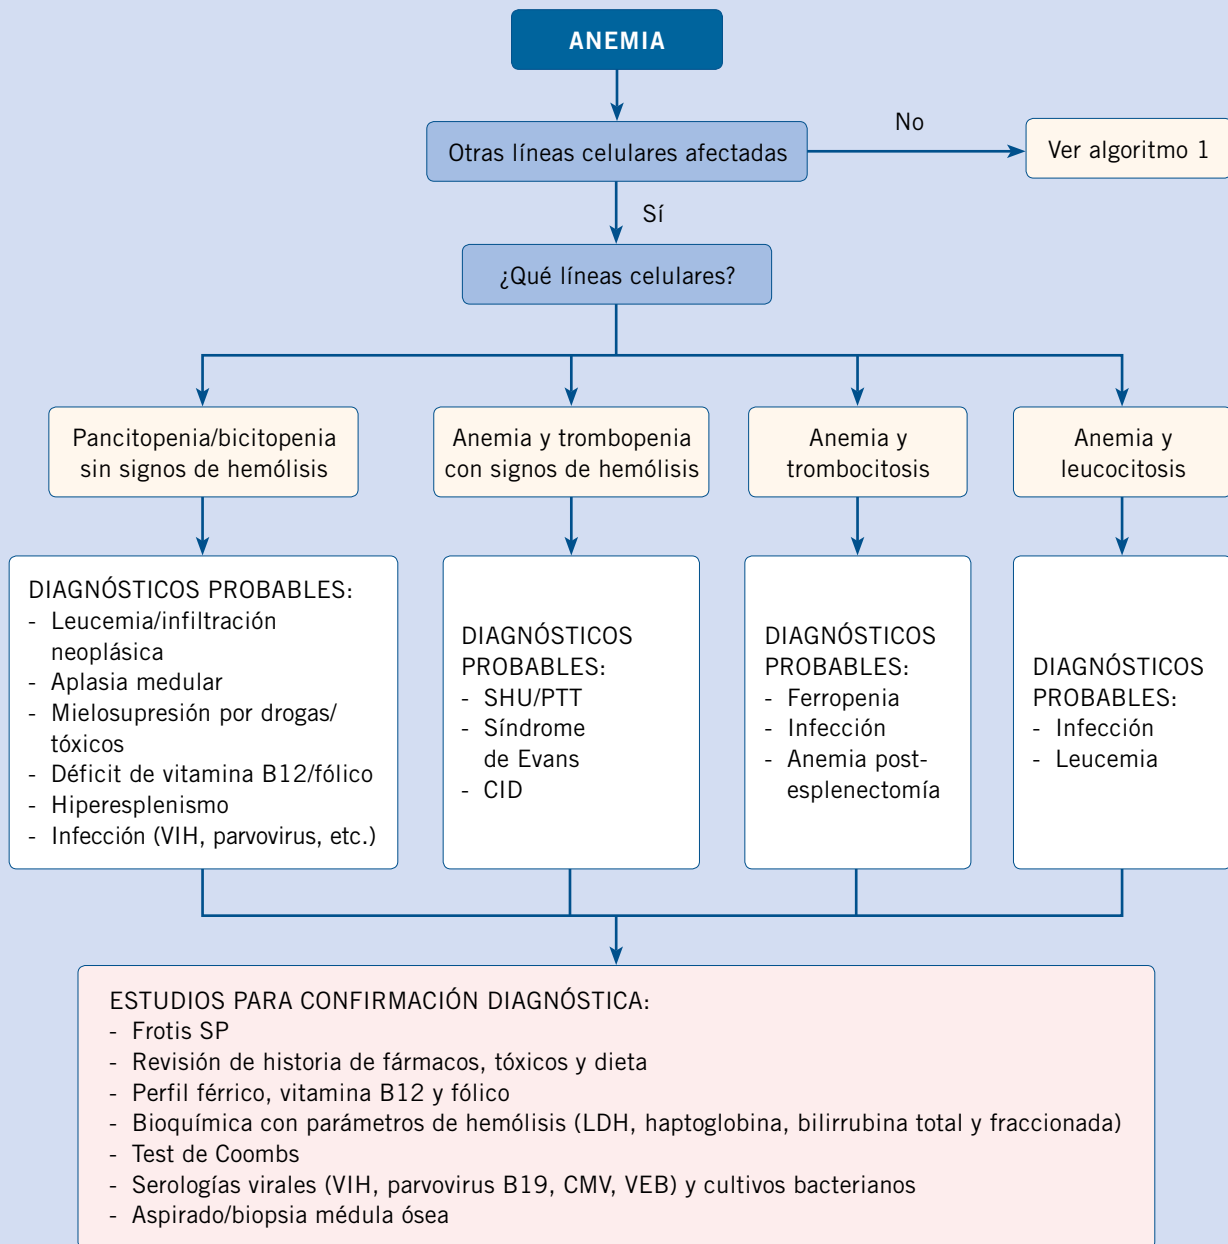 ANEMIA
Otras líneas celulares afectadas
No
Ver algoritmo 1
Sí
¿Qué líneas celulares?
Pancitopenia/bicitopenia
sin signos de hemólisis
Anemia y trombopenia
con signos de hemólisis
Anemia y
trombocitosis
Anemia y
leucocitosis
DIAGNÓSTICOS PROBABLES:
- Leucemia/infiltración
neoplásica
- Aplasia medular
- Mielosupresión por drogas/
tóxicos
- Déficit de vitamina B12/fólico
- Hiperesplenismo
- Infección (VIH, parvovirus, etc.)
DIAGNÓSTICOS
PROBABLES:
- SHU/PTT
- Síndrome
de Evans
- CID
DIAGNÓSTICOS
PROBABLES:
- Ferropenia
- Infección
- Anemia post-
esplenectomía
DIAGNÓSTICOS
PROBABLES:
- Infección
- Leucemia
ESTUDIOS PARA CONFIRMACIÓN DIAGNÓSTICA:
- Frotis SP
- Revisión de historia de fármacos, tóxicos y dieta
- Perfil férrico, vitamina B12 y fólico
- Bioquímica con parámetros de hemólisis (LDH, haptoglobina, bilirrubina total y fraccionada)
- Test de Coombs
- Serologías virales (VIH, parvovirus B19, CMV, VEB) y cultivos bacterianos
- Aspirado/biopsia médula ósea